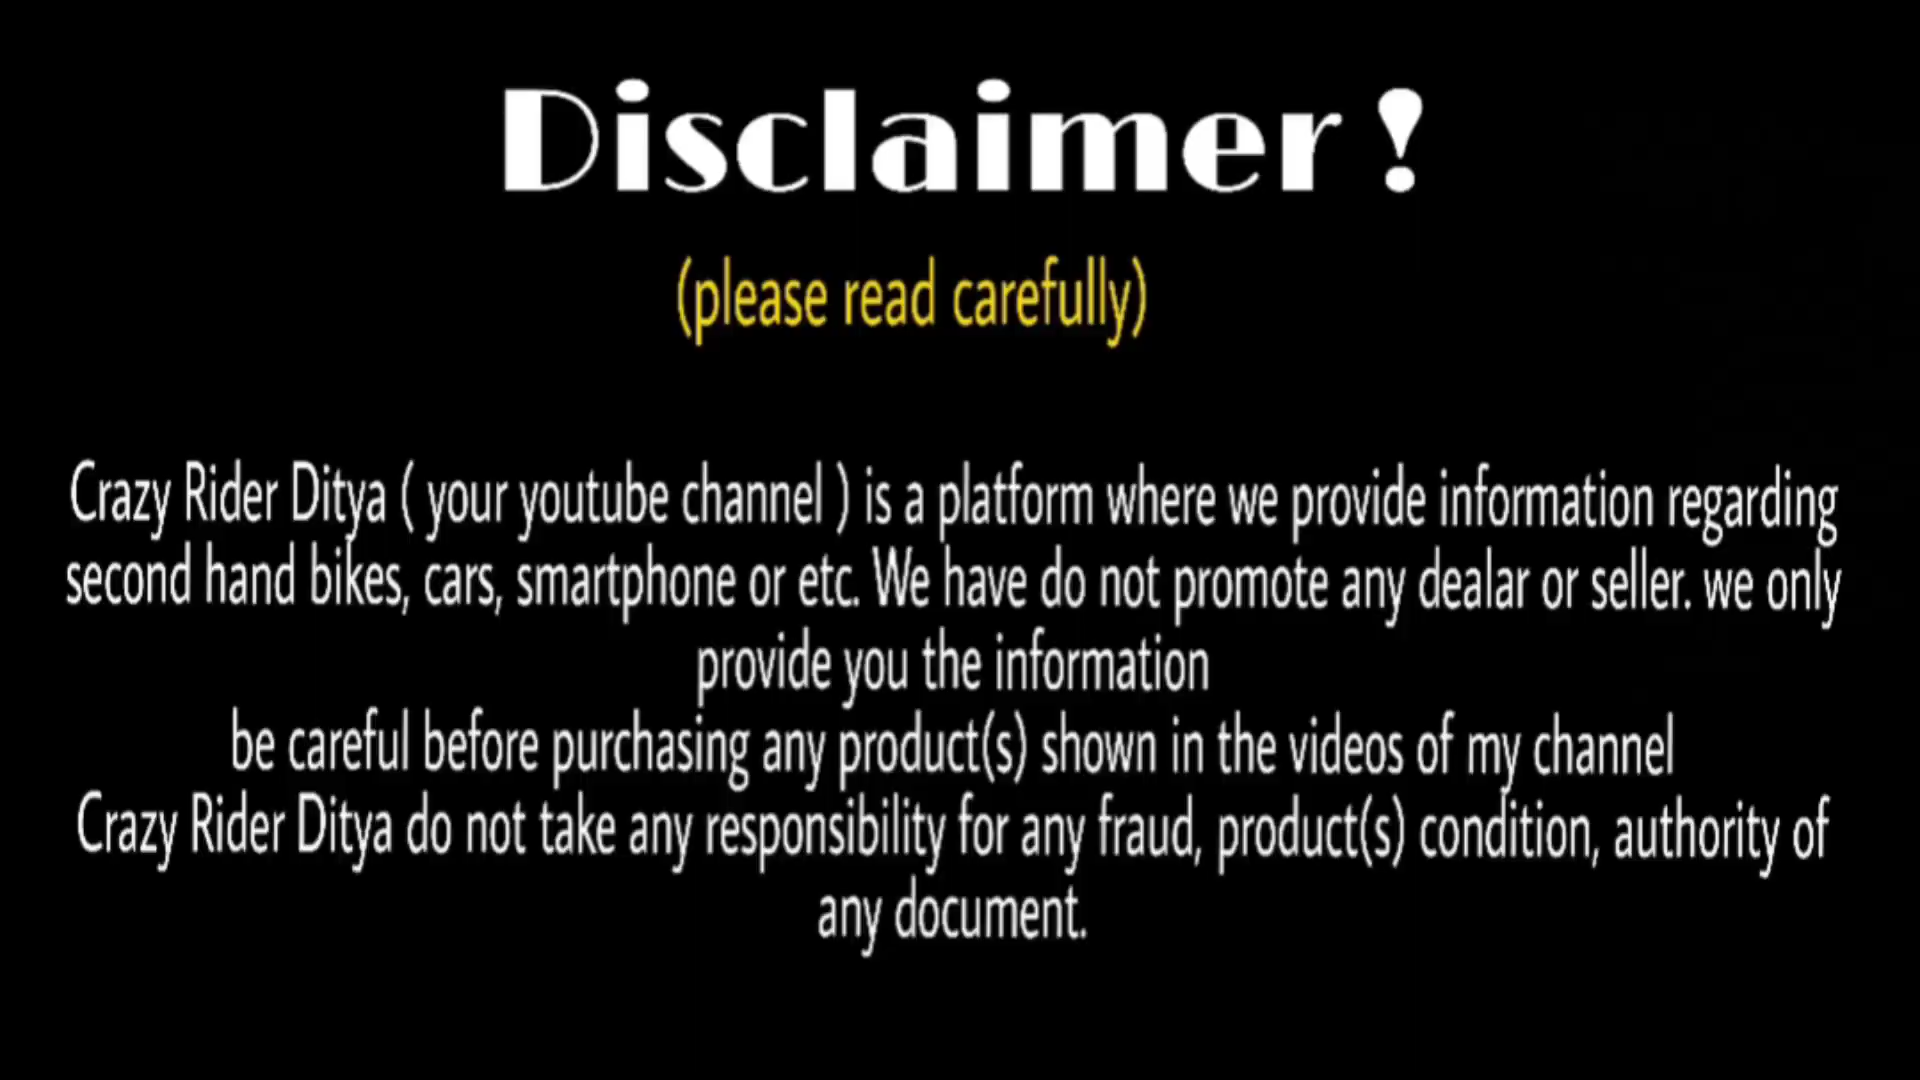 Disclaimer !
(please read carefully)
Crazy Rider Ditya ( your youtube channel ) is a platform where we provide information regarding
second hand bikes, cars, smartphone or etc. We have do not promote any dealar or seller. we only
provide you the information
be careful before purchasing any product(s) shown in the videos of my channel
Crazy Rider Ditya do not take any responsibility for any fraud, product(s) condition, authority of
any document.